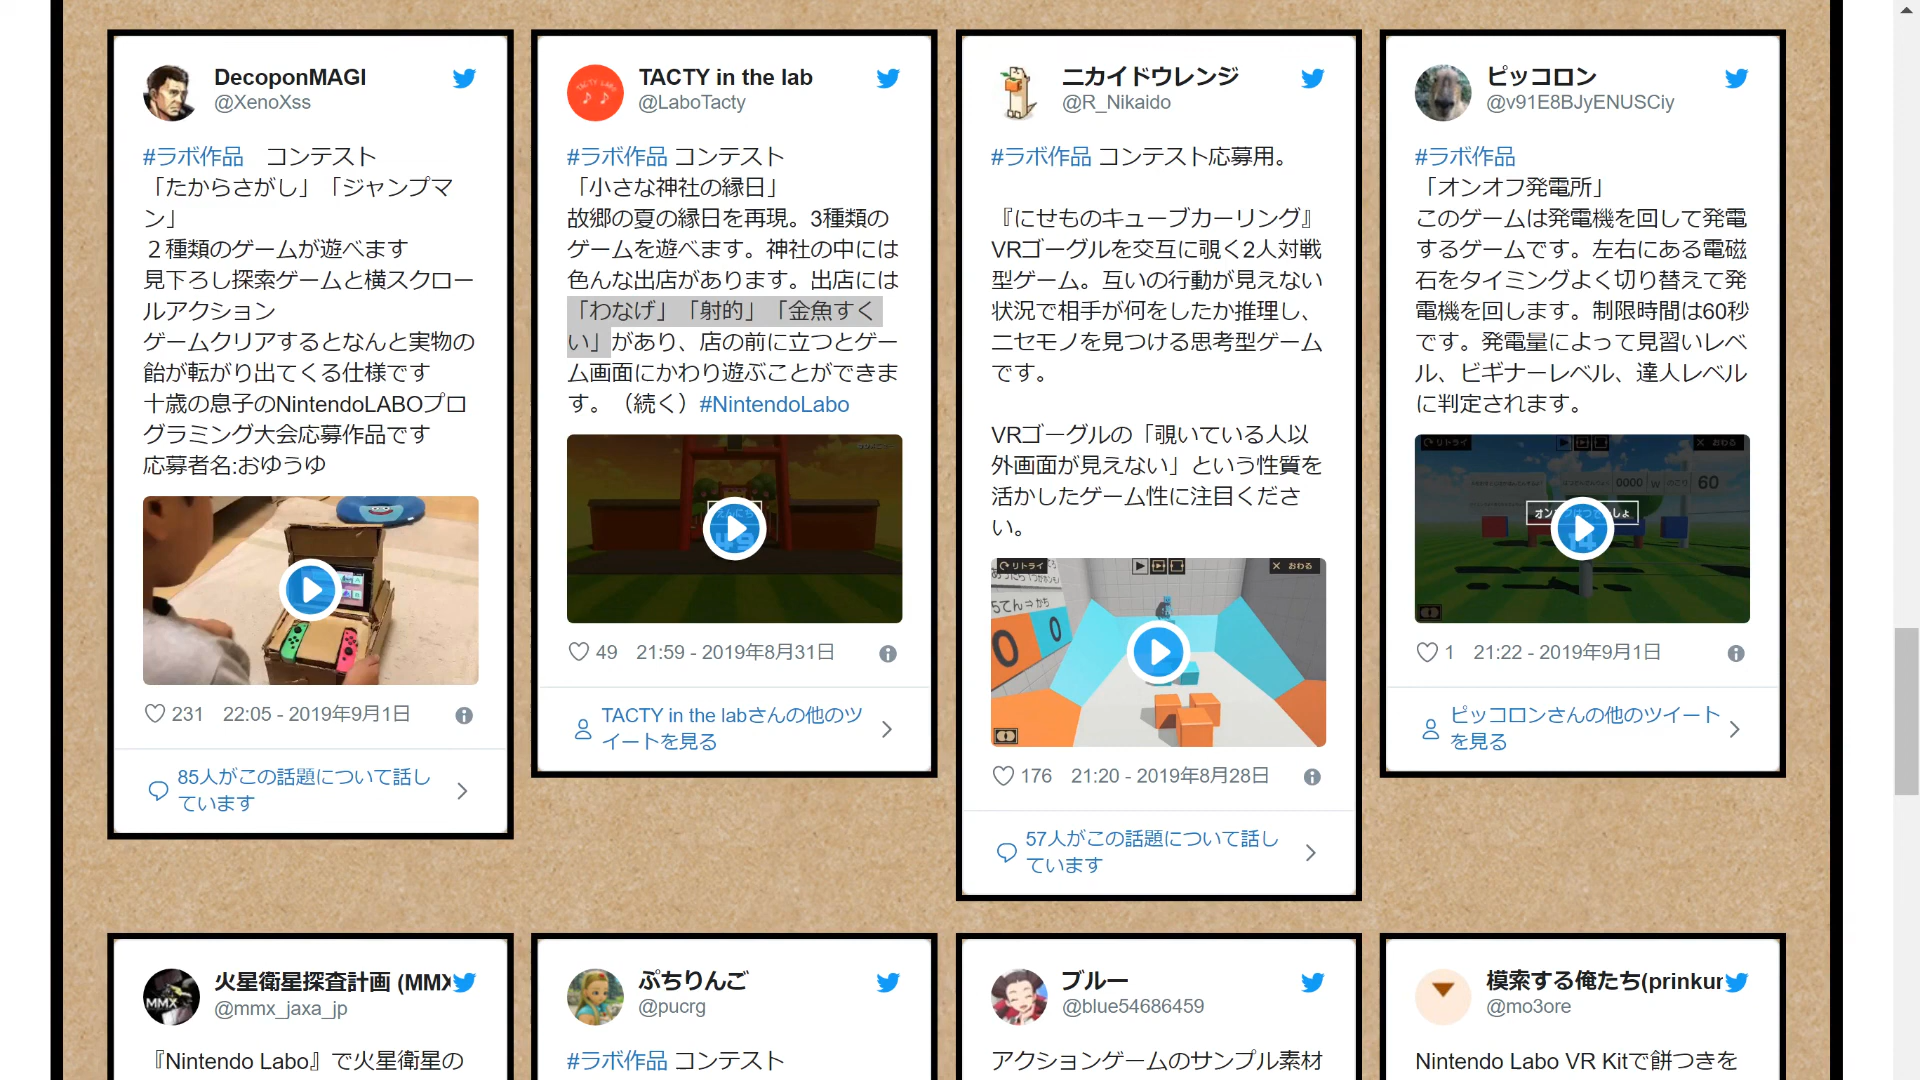 DecoponMAGI
@XenoXss
#ラボ作品　コンテスト
「たからさがし」「ジャンプマ
ン」
２種類のゲームが遊べます
見下ろし探索ゲームと横スクロー
ルアクション
ゲームクリアするとなんと実物の
飴が転がり出てくる仕様です
十歳の息子のNintendoLABOプロ
グラミング大会応募作品です
応募者名:おゆうゆ
231 22:05 - 2019年9月1日
85人がこの話題について話し
ています
TACTY in the lab
@LaboTacty
#ラボ作品 コンテスト
「小さな神社の縁日」
故郷の夏の縁日を再現。3種類の
ゲームを遊べます。神社の中には
色んな出店があります。出店には
「わなげ」「射的」「金魚すく
い」があり、店の前に立つとゲー
ム画面にかわり遊ぶことができま
す。（続く）#NintendoLabo
49 21:59 - 2019年8月31日
TACTY in the labさんの他のツ
イートを見る
ニカイドウレンジ
@R_Nikaido
#ラボ作品 コンテスト応募用。
『にせものキューブカーリング』
VRゴーグルを交互に覗く2人対戦
型ゲーム。互いの行動が見えない
状況で相手が何をしたか推理し、
ニセモノを見つける思考型ゲーム
です。
VRゴーグルの「覗いている人以
外画面が見えない」という性質を
活かしたゲーム性に注目くださ
い。
リトライ
おわる
0 0
176 21:20 - 2019年8月28日
57人がこの話題について話し
ています
ピッコロン
@v91E8BJyENUSCiy
#ラボ作品
「オンオフ発電所」
このゲームは発電機を回して発電
するゲームです。左右にある電磁
石をタイミングよく切り替えて発
電機を回します。制限時間は60秒
です。発電量によって見習いレベ
ル、ビギナーレベル、達人レベル
に判定されます。
リトライ
おわる
0000 W のこり 60
1 21:22 - 2019年9月1日
ピッコロンさんの他のツイート
を見る
火星衛星探査計画 (MMX
@mmx_jaxa_jp
『Nintendo Labo』で火星衛星の
ぷちりんご
@pucrg
#ラボ作品 コンテスト
ブルー
@blue54686459
アクションゲームのサンプル素材
模索する俺たち(prinkur
@mo3ore
Nintendo Labo VR Kitで餅つきを